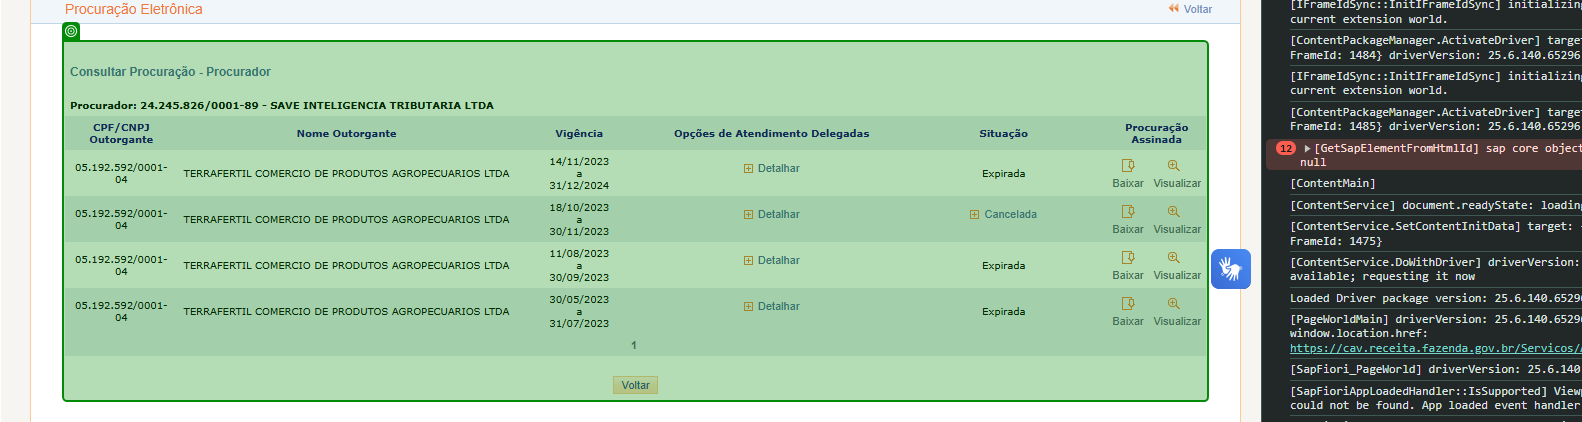 Procuração Eletrônica
Voltar
Consultar Procuração - Procurador
Procurador: 24.245.826/0001-89 - SAVE INTELIGENCIA TRIBUTARIA LTDA
CPF/CNPJ Outorgante Nome Outorgante Vigência Opções de Atendimento Delegadas Situação Procuração Assinada
05.192.592/0001-04 TERRAFERTIL COMERCIO DE PRODUTOS AGROPECUARIOS LTDA 14/11/2023 a 31/12/2024 Detalhar Expirada Baixar Visualizar
05.192.592/0001-04 TERRAFERTIL COMERCIO DE PRODUTOS AGROPECUARIOS LTDA 18/10/2023 a 30/11/2023 Detalhar Cancelada Baixar Visualizar
05.192.592/0001-04 TERRAFERTIL COMERCIO DE PRODUTOS AGROPECUARIOS LTDA 11/08/2023 a 30/09/2023 Detalhar Expirada Baixar Visualizar
05.192.592/0001-04 TERRAFERTIL COMERCIO DE PRODUTOS AGROPECUARIOS LTDA 30/05/2023 a 31/07/2023 Detalhar Expirada Baixar Visualizar
1
Voltar
[IFrameIdSync::InitIFrameIdSync] initializing
current extension world.
[ContentPackageManager.ActivateDriver] target
FrameId: 1484} driverVersion: 25.6.140.65296
[IFrameIdSync::InitIFrameIdSync] initializing
current extension world.
[ContentPackageManager.ActivateDriver] target
FrameId: 1485} driverVersion: 25.6.140.65296
12 [GetSapElementFromHtmlId] sap core object
null
[ContentMain]
[ContentService] document.readyState: loading
[ContentService.SetContentInitData] target:
FrameId: 1475}
[ContentService.DoWithDriver] driverVersion:
available; requesting it now
Loaded Driver package version: 25.6.140.65296
[PageWorldMain] driverVersion: 25.6.140.65296
window.location.href:
https://cav.receita.fazenda.gov.br/Servicos/
[SapFiori_PageWorld] driverVersion: 25.6.140
[SapFioriAppLoadedHandler::IsSupported] View
could not be found. App loaded event handler